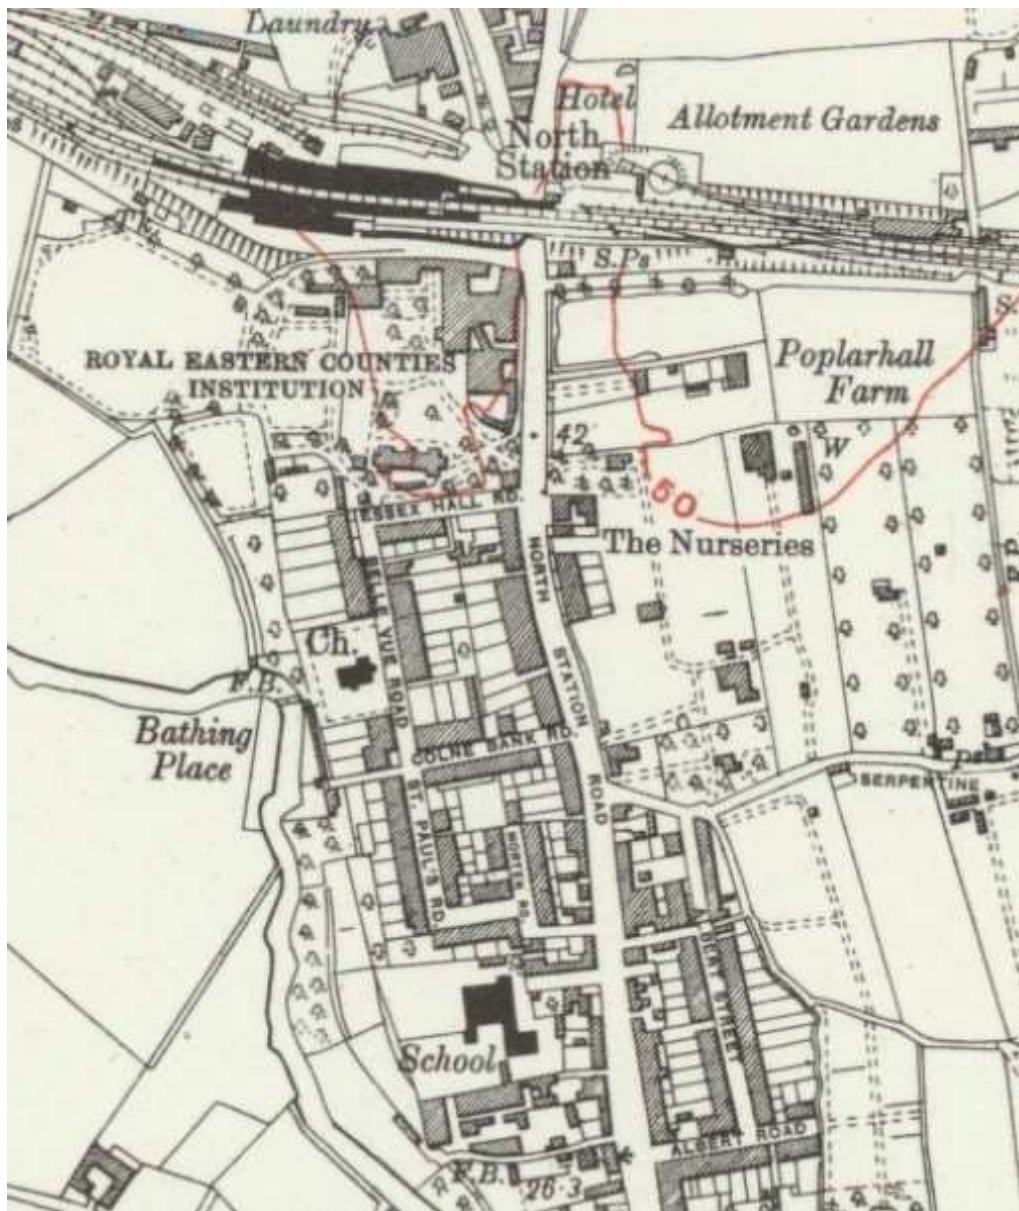 Laundry
Hotel
North
Station
Allotment Gardens
S.Ps
ROYAL EASTERN COUNTIES
INSTITUTION
Poplarhall
Farm
S.
42
W
50
ESSEX HALL RD.
The Nurseries
NORTH
STATION
ROAD
BELLE VUE ROAD
Ch.
F.B.
Bathing
Place
COLNE BANK RD.
Ps
SERPENTINE
ST. PAUL'S RD.
MORTEN RD.
School
ALBERT ROAD
F.B.
26·3